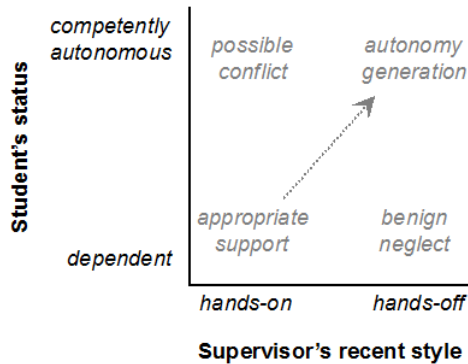 competently
autonomous
possible
conflict
autonomy
generation
Student's status
appropriate
support
benign
neglect
dependent
hands-on
hands-off
Supervisor's recent style